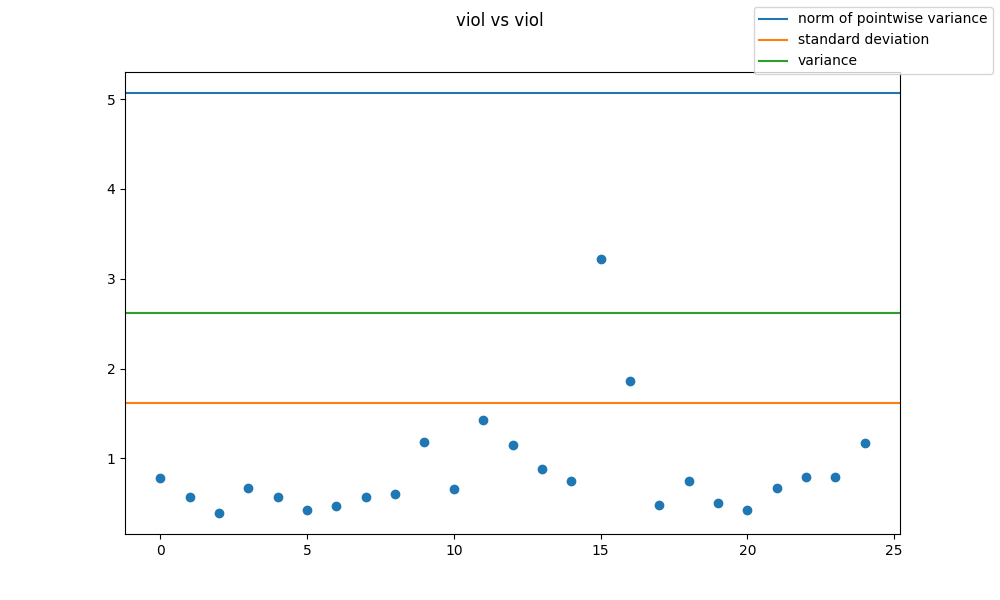 viol vs viol
norm of pointwise variance
standard deviation
variance
5
4
3
2
1
0 5 10 15 20 25